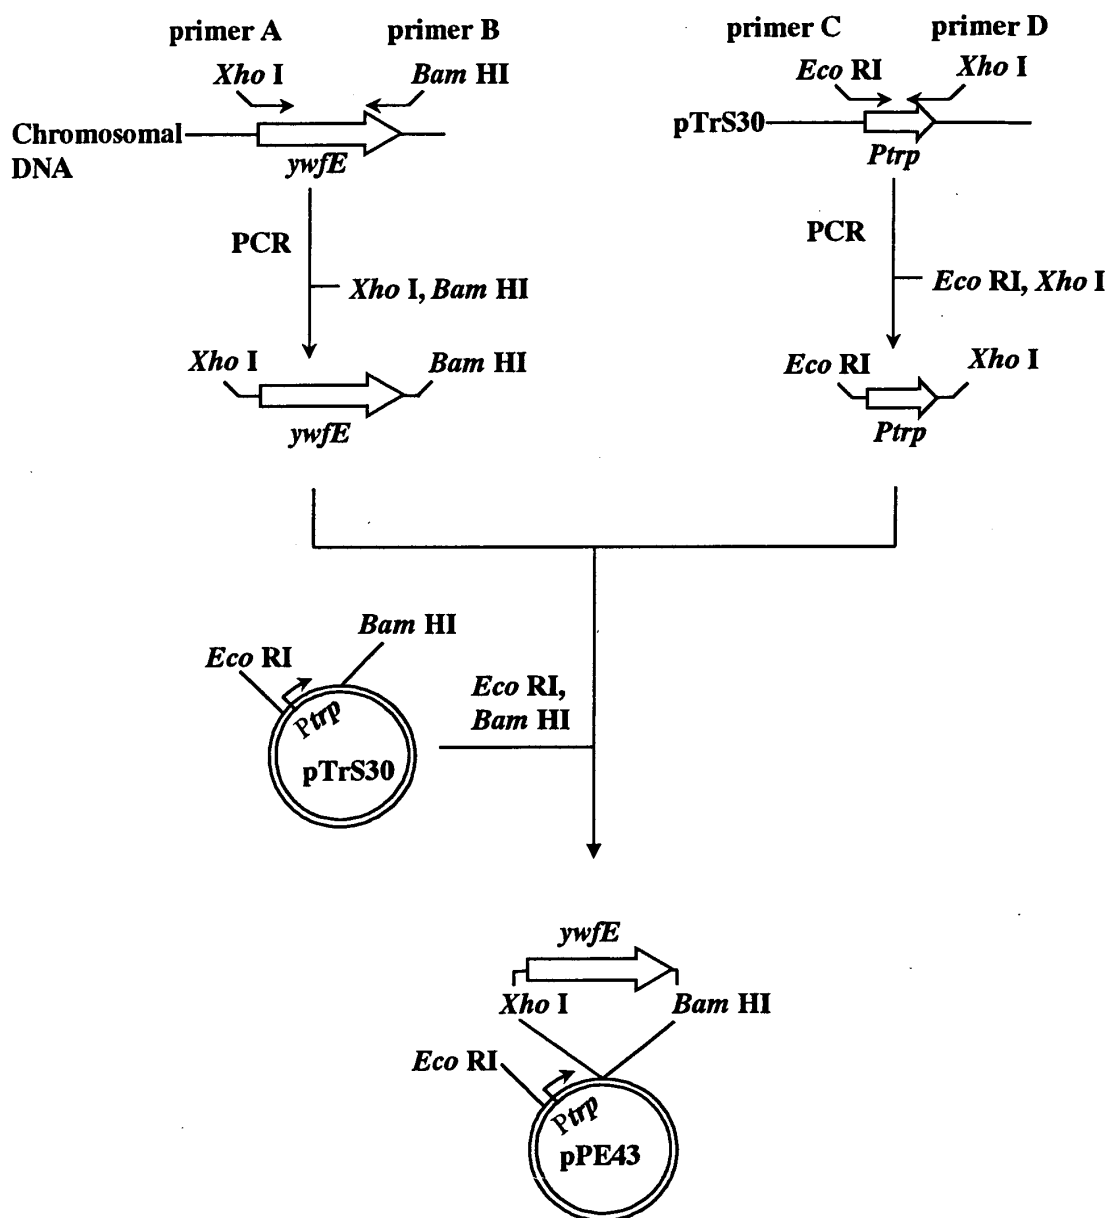 primer A
primer B
primer C
primer D
Xho I
Bam HI
Eco RI
Xho I
Chromosomal
DNA
ywfE
pTrS30
Ptrp
PCR
Xho I, Bam HI
PCR
Eco RI, Xho I
Xho I
Bam HI
ywfE
Eco RI
Xho I
Ptrp
Bam HI
Eco RI
Ptrp
pTrS30
Eco RI,
Bam HI
ywfE
Xho I
Bam HI
Eco RI
Ptrp
pPE43